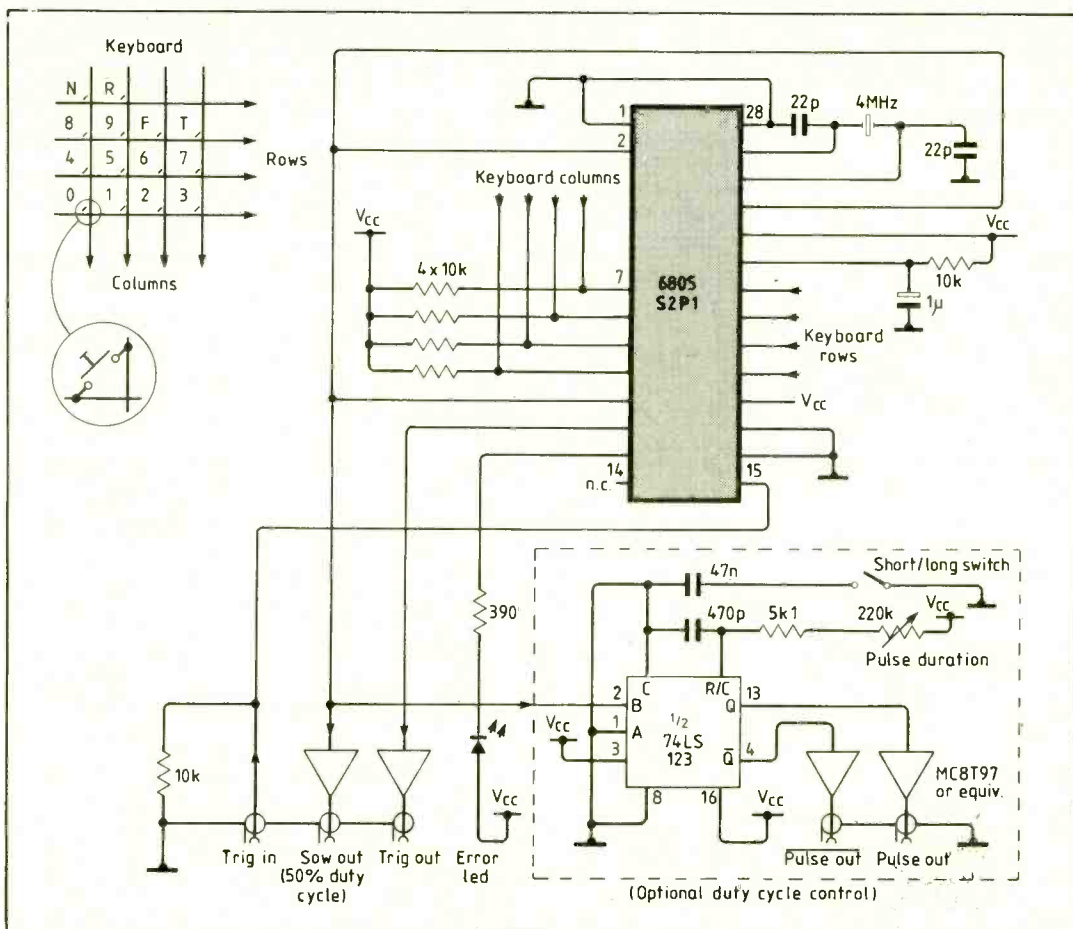 Keyboard
N R
8 9 F T
4 5 6 7
0 1 2 3
Rows
Columns
1
2
28
22p
4MHz
22p
Keyboard columns
Vcc
4 x 10k
7
6805
S2P1
Vcc
10k
1µ
Keyboard
rows
Vcc
14
n.c.
15
390
10k
Trig in
Sow out
(50% duty
cycle)
Trig out
Error
led
Vcc
47n
Short/long switch
470p
5k1
220k
Vcc
Pulse duration
C
R/C
2
B
13
Q
1
A
1/2
74LS
123
Vcc
3
4
Q̅
8
16
Vcc
MC8T97
or equiv.
Pulse out
Pulse out
(Optional duty cycle control)